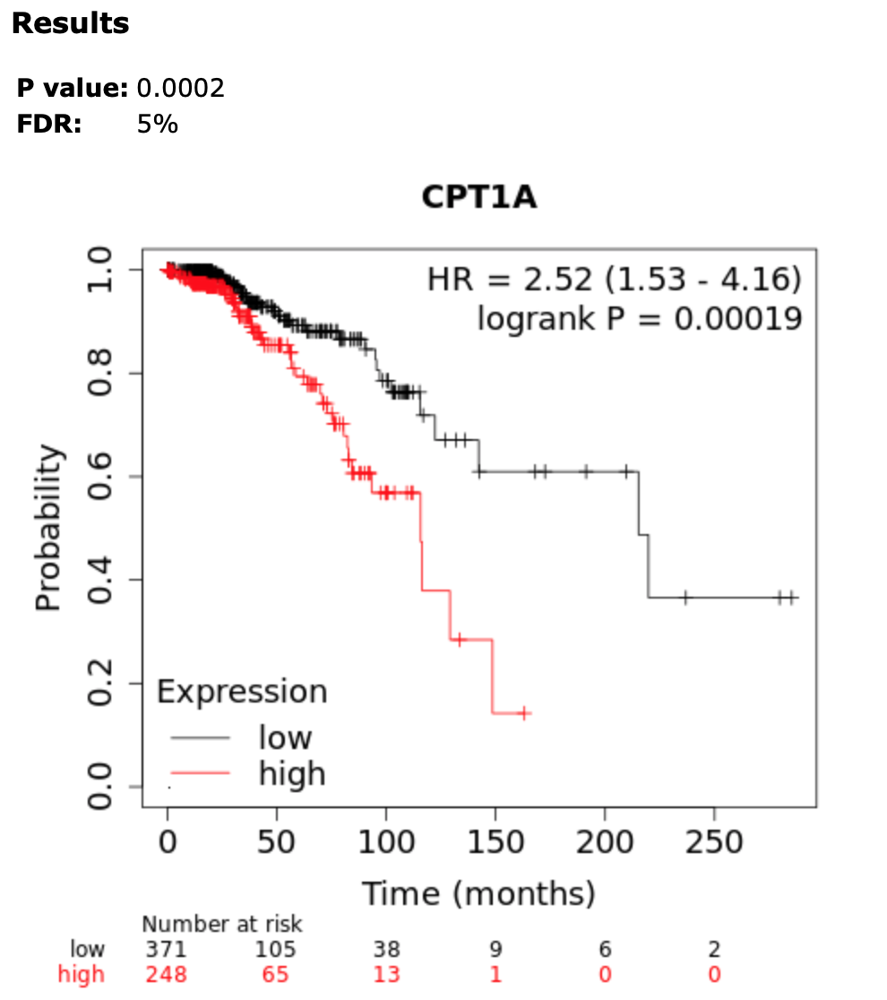 Results
P value: 0.0002
FDR: 5%
CPT1A
HR = 2.52 (1.53 - 4.16)
logrank P = 0.00019
1.0
0.8
0.6
0.4
0.2
0.0
Probability
Expression
low
high
0 50 100 150 200 250
Time (months)
Number at risk
low 371 105 38 9 6 2
high 248 65 13 1 0 0